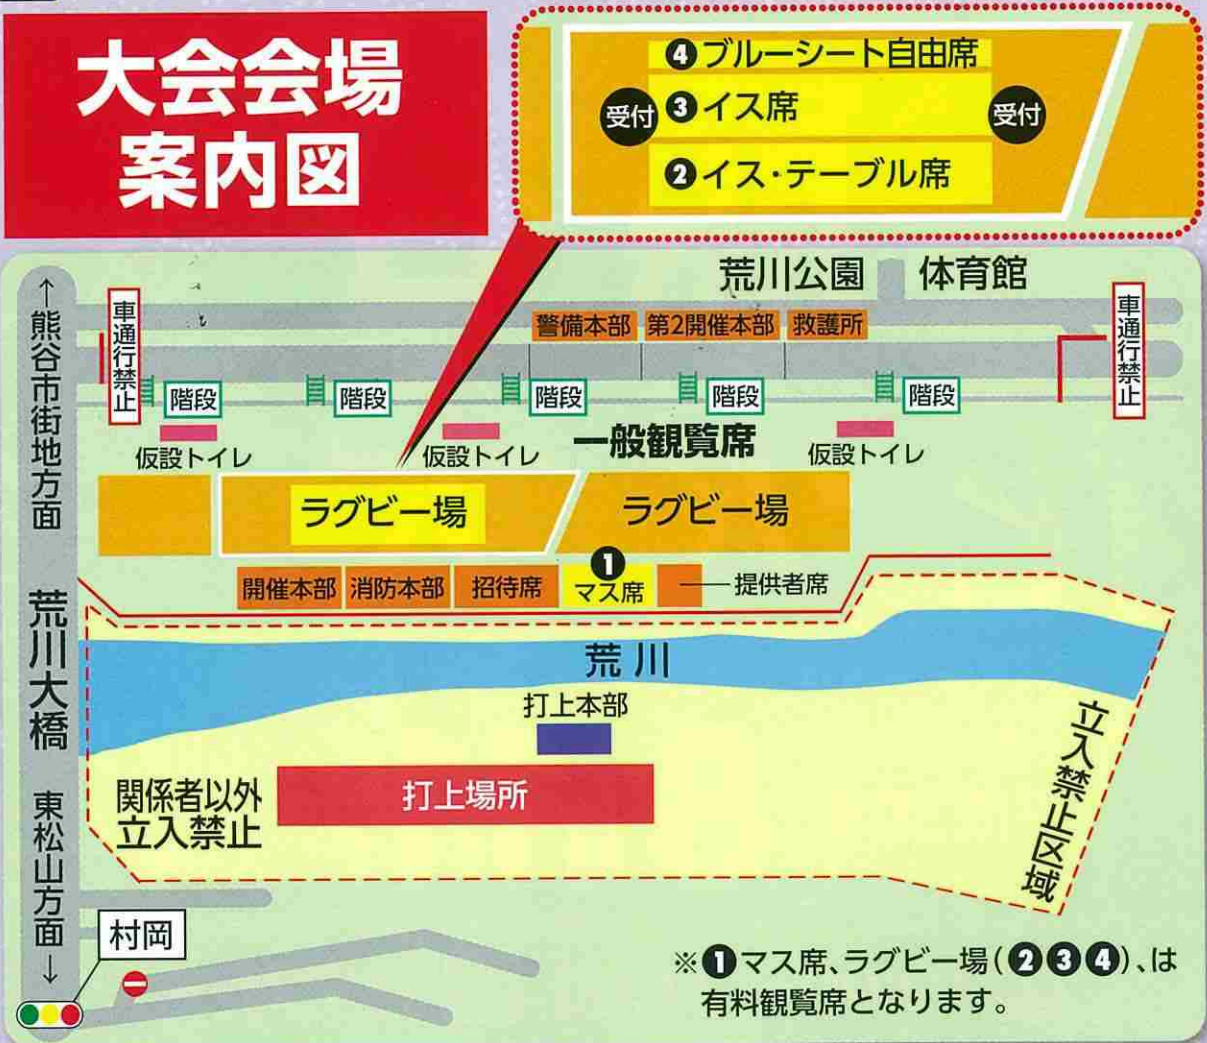 大会会場
案内図
❹ブルーシート自由席
受付
❸イス席
受付
❷イス・テーブル席
荒川公園
体育館
↑熊谷市街地方面
車通行禁止
警備本部
第2開催本部
救護所
車通行禁止
階段
階段
階段
階段
階段
仮設トイレ
仮設トイレ
一般観覧席
仮設トイレ
ラグビー場
ラグビー場
開催本部
消防本部
招待席
❶
マス席
提供者席
荒川大橋
荒川
打上本部
打上場所
関係者以外
立入禁止
立入禁止区域
東松山方面↓
村岡
※❶マス席、ラグビー場(❷❸❹)、は
有料観覧席となります。